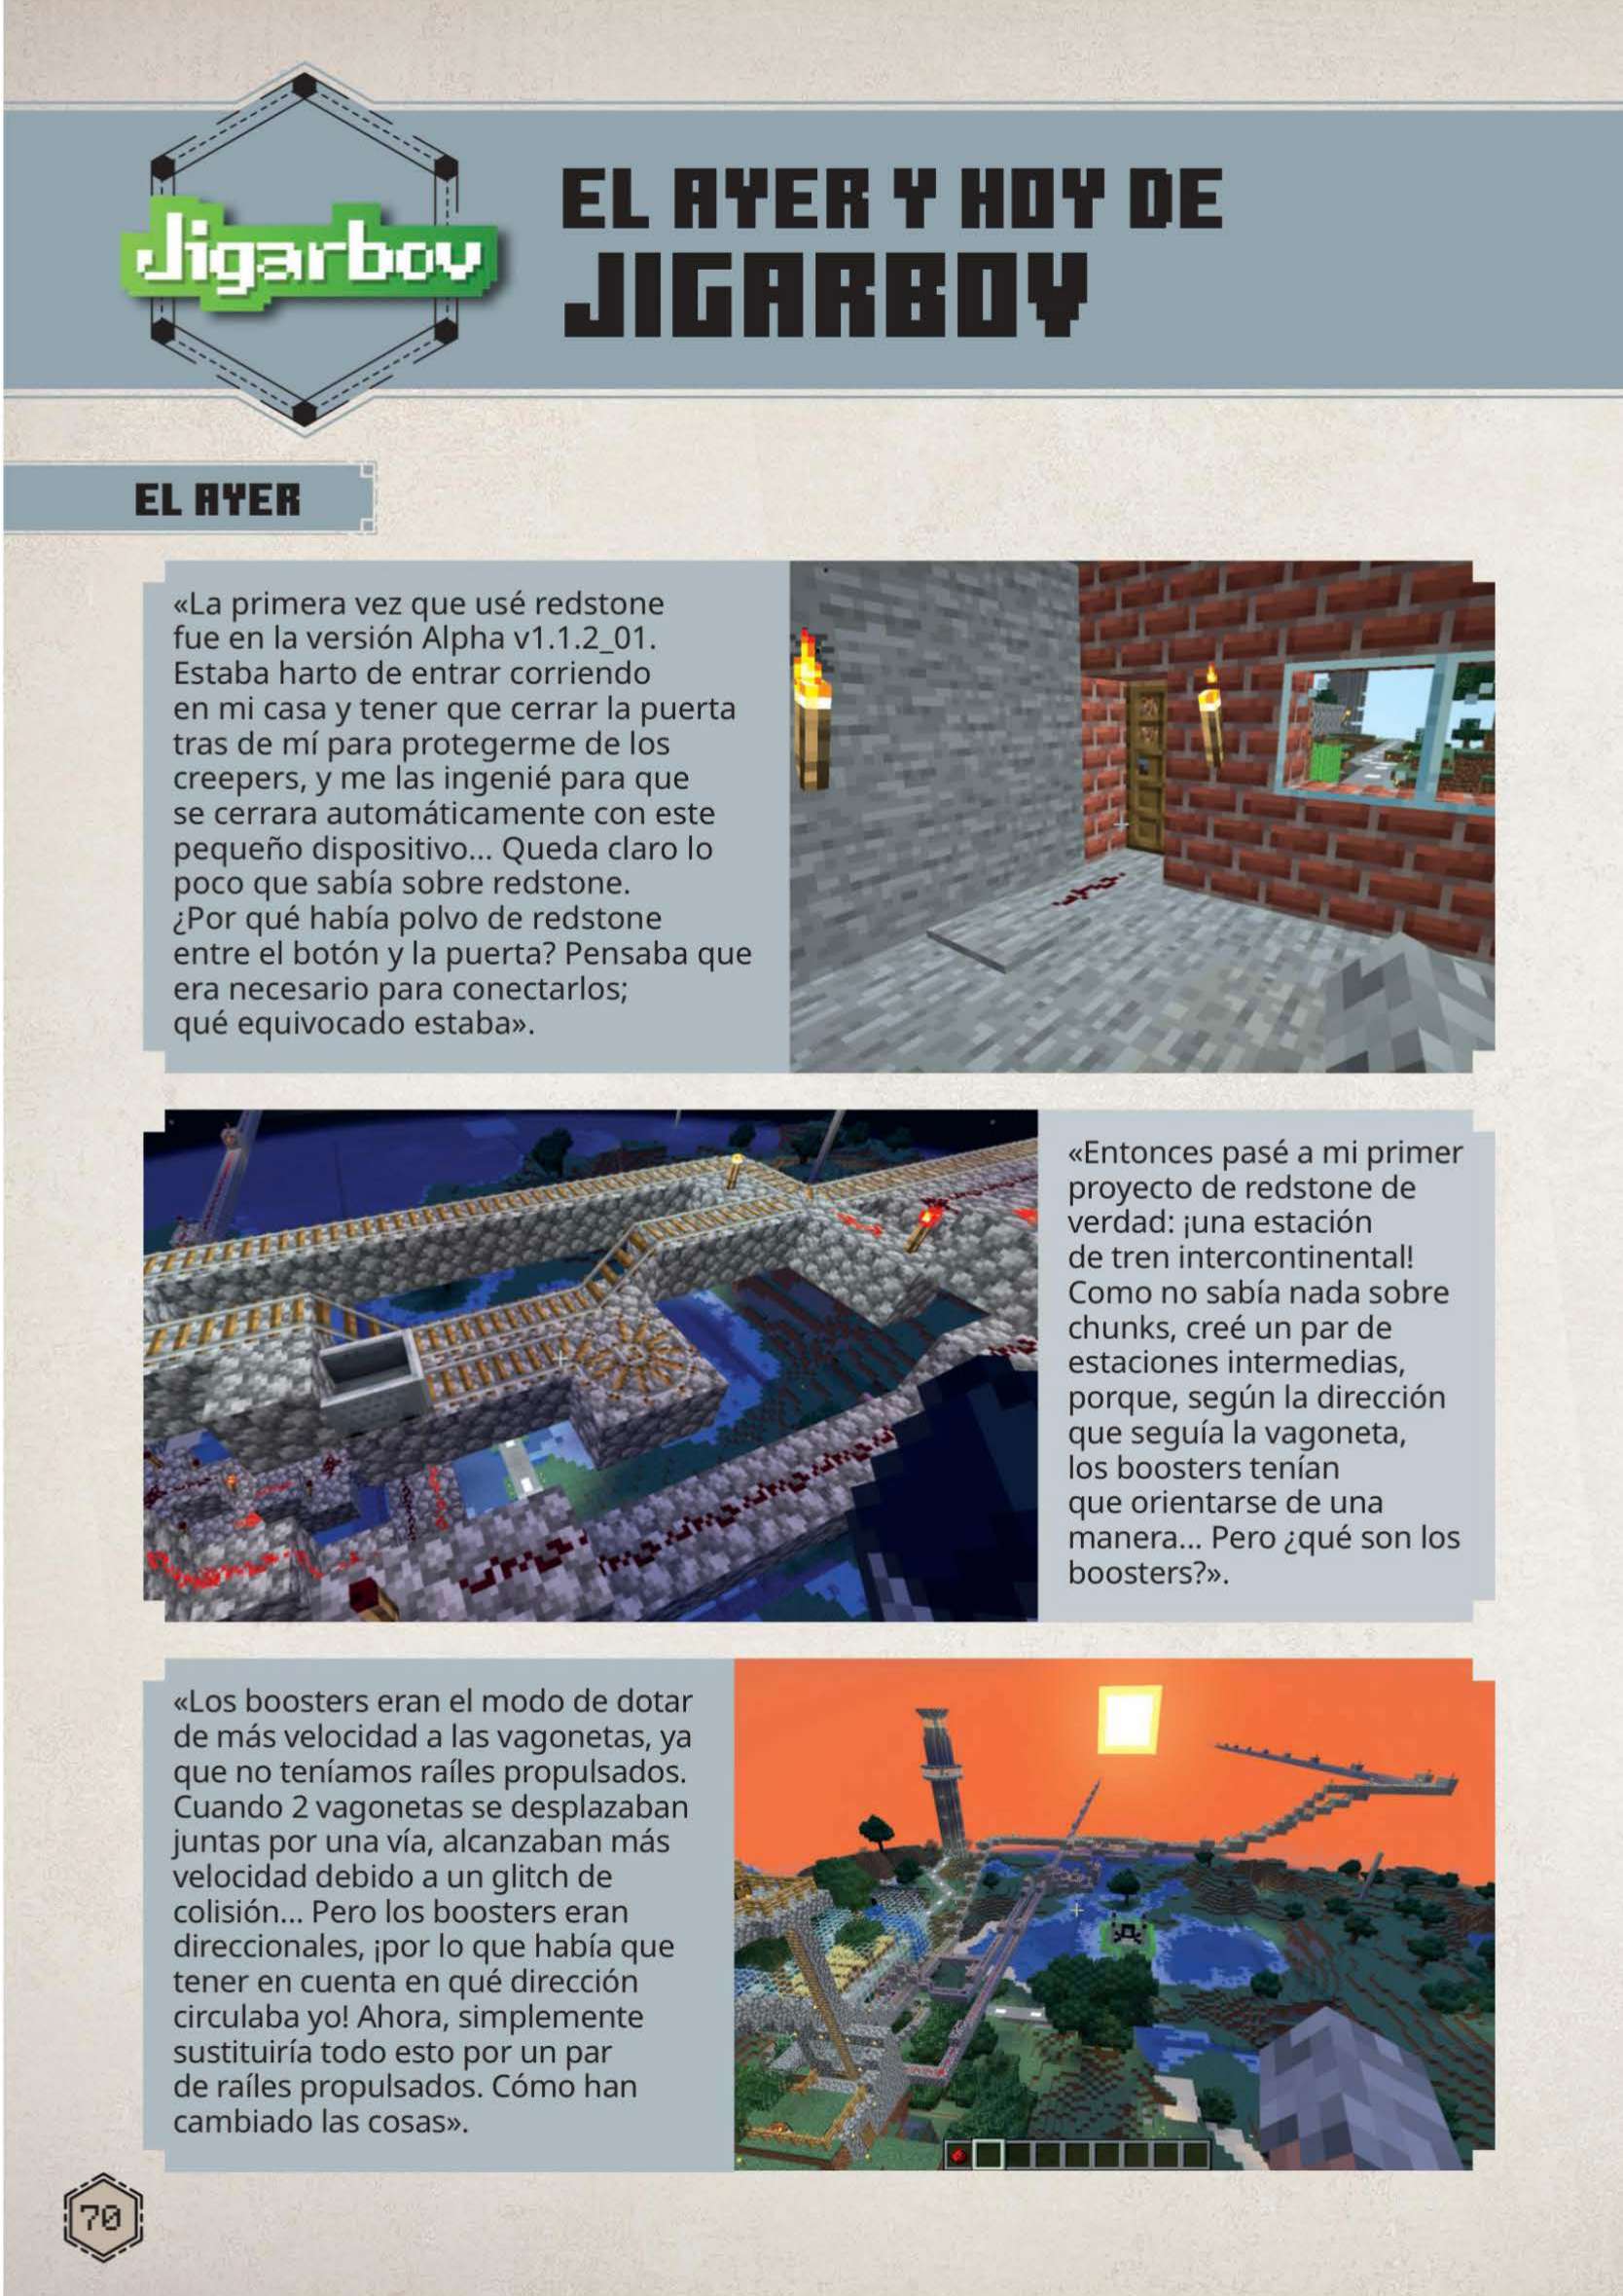 Jigarbov
EL AYER Y HOY DE
JIGARBOV
EL AYER
«La primera vez que usé redstone
fue en la versión Alpha v1.1.2_01.
Estaba harto de entrar corriendo
en mi casa y tener que cerrar la puerta
tras de mí para protegerme de los
creepers, y me las ingenié para que
se cerrara automáticamente con este
pequeño dispositivo... Queda claro lo
poco que sabía sobre redstone.
¿Por qué había polvo de redstone
entre el botón y la puerta? Pensaba que
era necesario para conectarlos;
qué equivocado estaba».
«Entonces pasé a mi primer
proyecto de redstone de
verdad: ¡una estación
de tren intercontinental!
Como no sabía nada sobre
chunks, creé un par de
estaciones intermedias,
porque, según la dirección
que seguía la vagoneta,
los boosters tenían
que orientarse de una
manera... Pero ¿qué son los
boosters?».
«Los boosters eran el modo de dotar
de más velocidad a las vagonetas, ya
que no teníamos raíles propulsados.
Cuando 2 vagonetas se desplazaban
juntas por una vía, alcanzaban más
velocidad debido a un glitch de
colisión... Pero los boosters eran
direccionales, ¡por lo que había que
tener en cuenta en qué dirección
circulaba yo! Ahora, simplemente
sustituiría todo esto por un par
de raíles propulsados. Cómo han
cambiado las cosas».
70